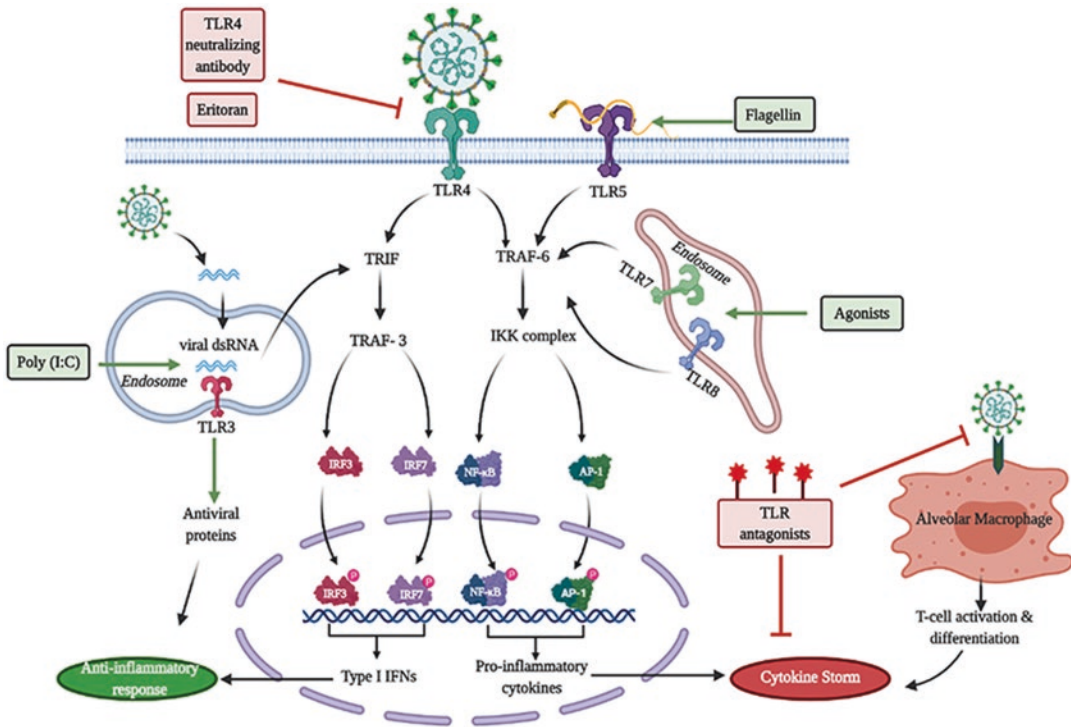 TLR4
neutralizing
antibody
Eritoran
Flagellin
TLR4
TLR5
TRIF
TRAF-6
Endosome
TLR7
TLR8
Agonists
viral dsRNA
Poly (I:C)
Endosome
TLR3
TRAF- 3
IKK complex
IRF3
IRF7
NF-κB
AP-1
Antiviral
proteins
TLR
antagonists
Alveolar Macrophage
P
P
P
P
IRF3
IRF7
NF-κB
AP-1
T-cell activation &
differentiation
Anti-inflammatory
response
Type I IFNs
Pro-inflammatory
cytokines
Cytokine Storm